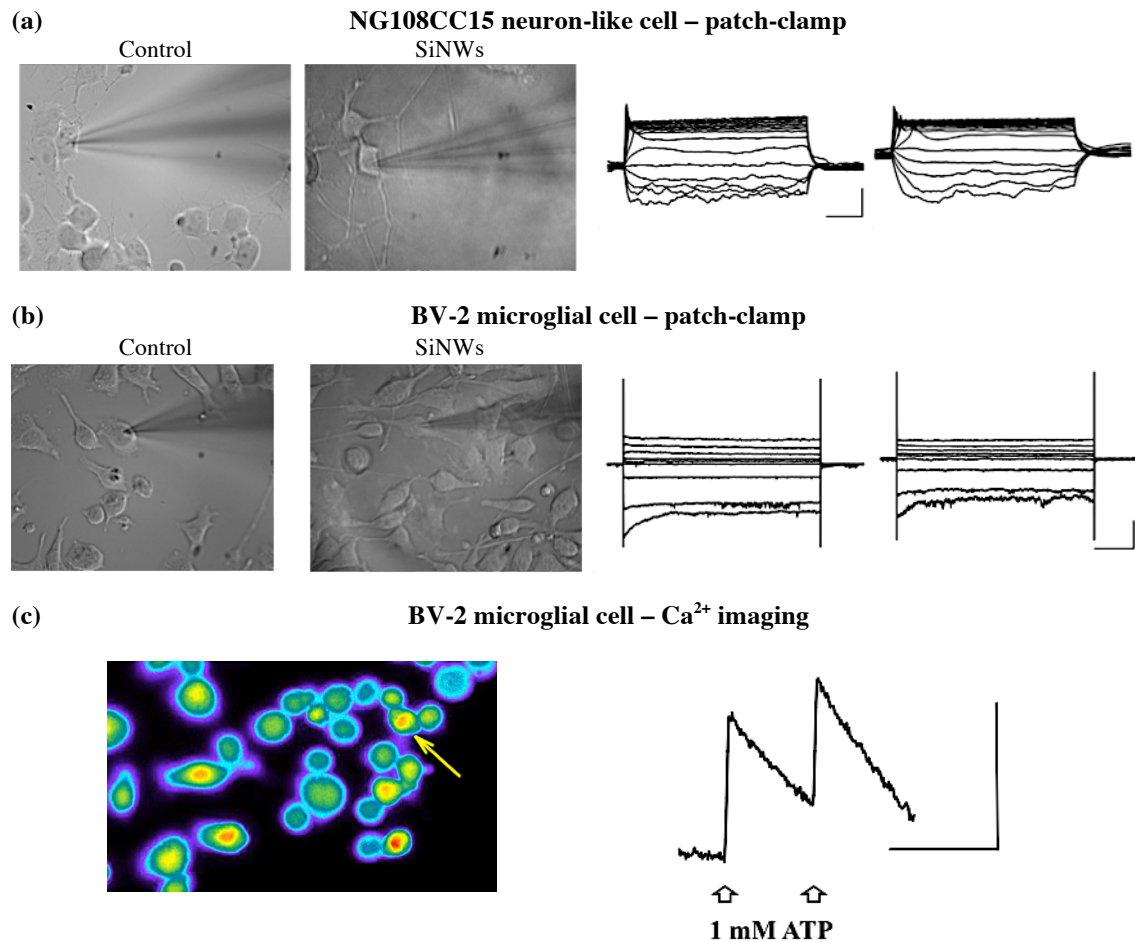 (a) NG108CC15 neuron-like cell – patch-clamp
Control SiNWs
(b) BV-2 microglial cell – patch-clamp
Control SiNWs
(c) BV-2 microglial cell – Ca²⁺ imaging
1 mM ATP